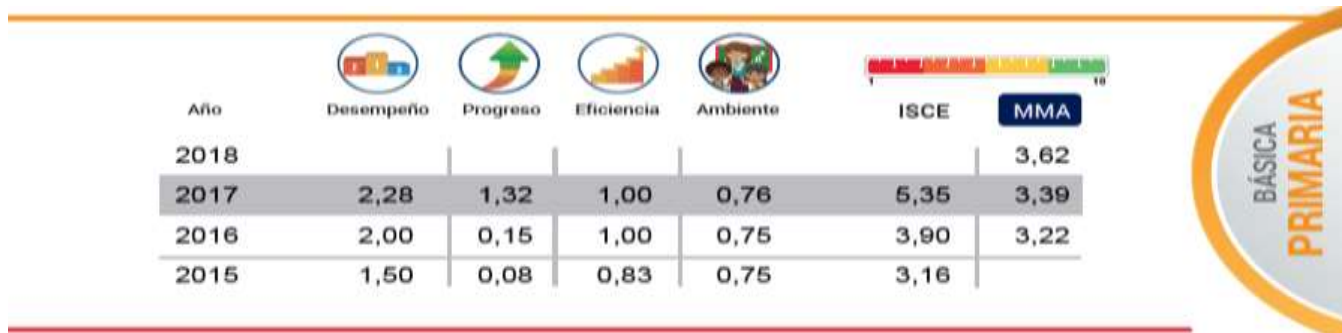 1 10
Año Desempeño Progreso Eficiencia Ambiente ISCE MMA
2018 3,62
2017 2,28 1,32 1,00 0,76 5,35 3,39
2016 2,00 0,15 1,00 0,75 3,90 3,22
2015 1,50 0,08 0,83 0,75 3,16
BÁSICA
PRIMARIA